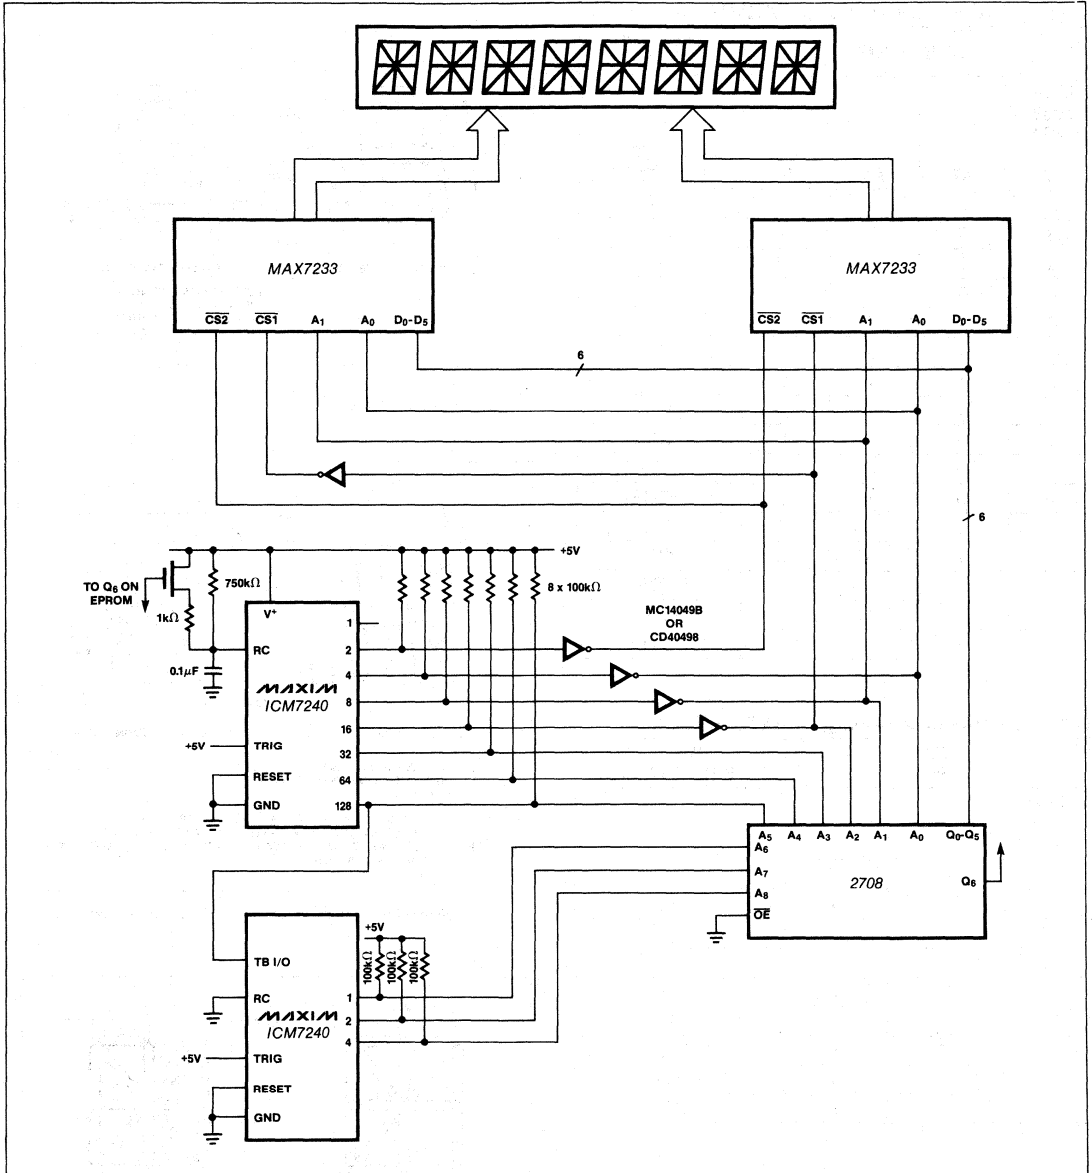 MAX7233
MAX7233
CS2 CS1 A1 A0 D0-D5
CS2 CS1 A1 A0 D0-D5
6
6
+5V
TO Q6 ON
EPROM
750kΩ
8 x 100kΩ
1kΩ
V+
1
MC14049B
OR
CD40498
RC
2
0.1µF
4
MAXIM
ICM7240
8
16
+5V
TRIG
32
RESET
64
GND
128
A5 A4 A3 A2 A1 A0 Q0-Q5
A6
A7
2708
Q6
A8
OE
+5V
100kΩ
100kΩ
100kΩ
TB I/O
RC
1
MAXIM
ICM7240
2
4
+5V
TRIG
RESET
GND